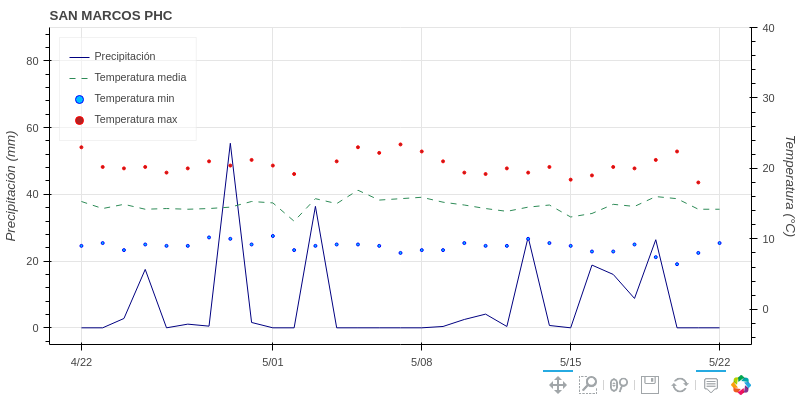 SAN MARCOS PHC
Precipitación
Temperatura media
Temperatura min
Temperatura max
Precipitación (mm)
80
60
40
20
0
Temperatura (°C)
40
30
20
10
0
4/22
5/01
5/08
5/15
5/22